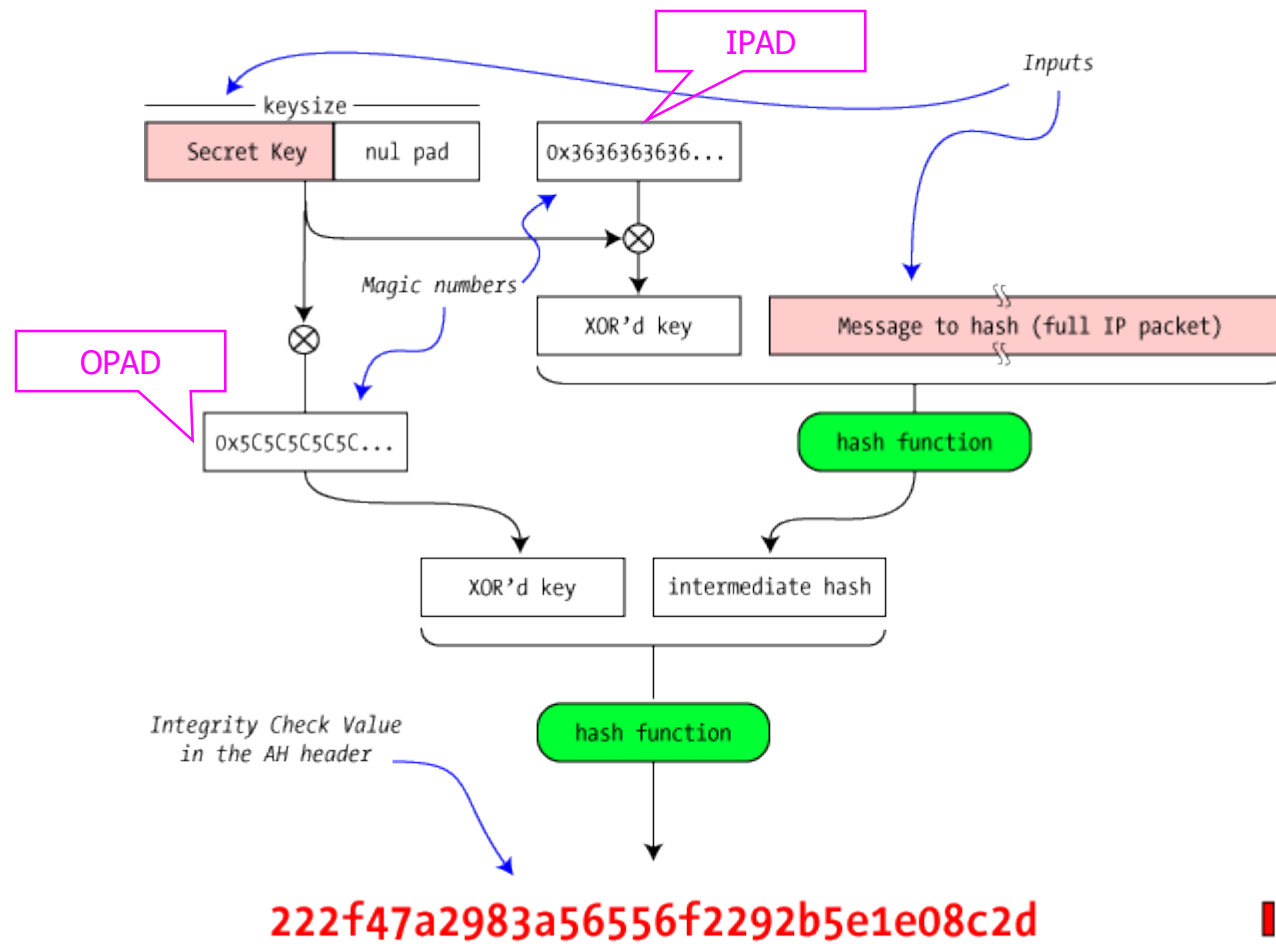 IPAD
Inputs
keysize
Secret Key
nul pad
0x3636363636...
Magic numbers
XOR'd key
Message to hash (full IP packet)
OPAD
0x5C5C5C5C5C...
hash function
XOR'd key
intermediate hash
Integrity Check Value
in the AH header
hash function
222f47a2983a56556f2292b5e1e08c2d